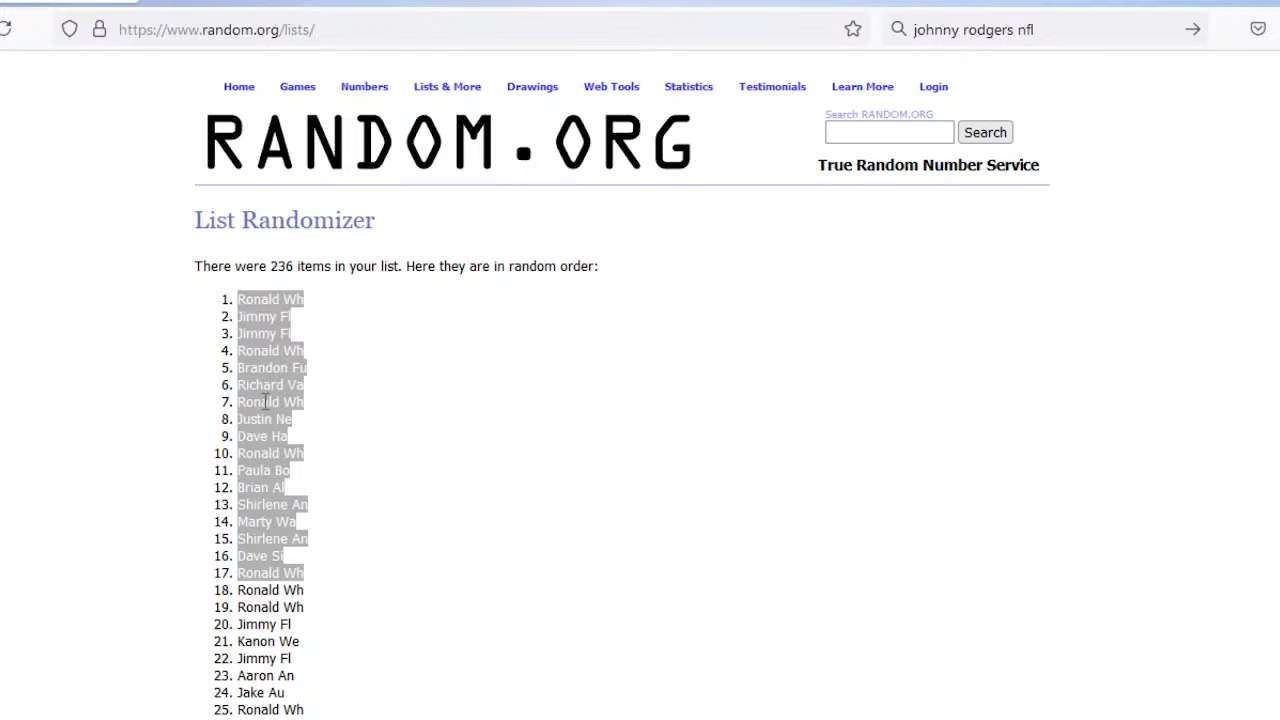 https://www.random.org/lists/
johnny rodgers nfl
Home Games Numbers Lists & More Drawings Web Tools Statistics Testimonials Learn More Login
RANDOM.ORG
Search RANDOM.ORG
Search
True Random Number Service
List Randomizer
There were 236 items in your list. Here they are in random order:
1. Ronald Wh
2. Jimmy Fl
3. Jimmy Fl
4. Ronald Wh
5. Brandon Fu
6. Richard Va
7. Ronald Wh
8. Justin Ne
9. Dave Ha
10. Ronald Wh
11. Paula Bo
12. Brian Al
13. Shirlene An
14. Marty Wa
15. Shirlene An
16. Dave Si
17. Ronald Wh
18. Ronald Wh
19. Ronald Wh
20. Jimmy Fl
21. Kanon We
22. Jimmy Fl
23. Aaron An
24. Jake Au
25. Ronald Wh